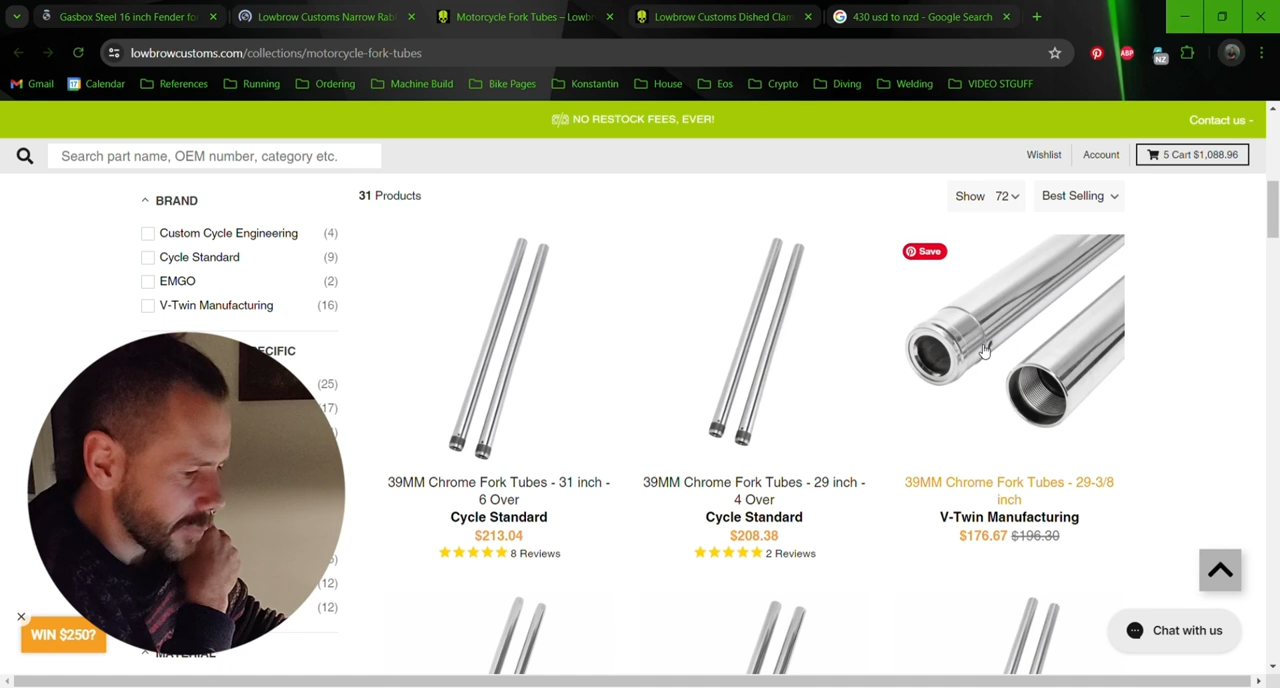 Gasbox Steel 16 inch Fender fo
Lowbrow Customs Narrow Rab
Motorcycle Fork Tubes – Lowbr
Lowbrow Customs Dished Clam
430 usd to nzd - Google Search
lowbrowcustoms.com/collections/motorcycle-fork-tubes
ABP
NZ
Gmail
Calendar
References
Running
Ordering
Machine Build
Bike Pages
Konstantin
House
Eos
Crypto
Diving
Welding
VIDEO STGUFF
NO RESTOCK FEES, EVER!
Contact us -
Search part name, OEM number, category etc.
Wishlist
Account
5 Cart $1,088.96
BRAND
Custom Cycle Engineering (4)
Cycle Standard (9)
EMGO (2)
V-Twin Manufacturing (16)
ECIFIC
(25)
(12)
(12)
MATERIAL
31 Products
Show 72
Best Selling
Save
39MM Chrome Fork Tubes - 31 inch -
6 Over
Cycle Standard
$213.04
8 Reviews
39MM Chrome Fork Tubes - 29 inch -
4 Over
Cycle Standard
$208.38
2 Reviews
39MM Chrome Fork Tubes - 29-3/8
inch
V-Twin Manufacturing
$176.67 $196.30
WIN $250?
Chat with us